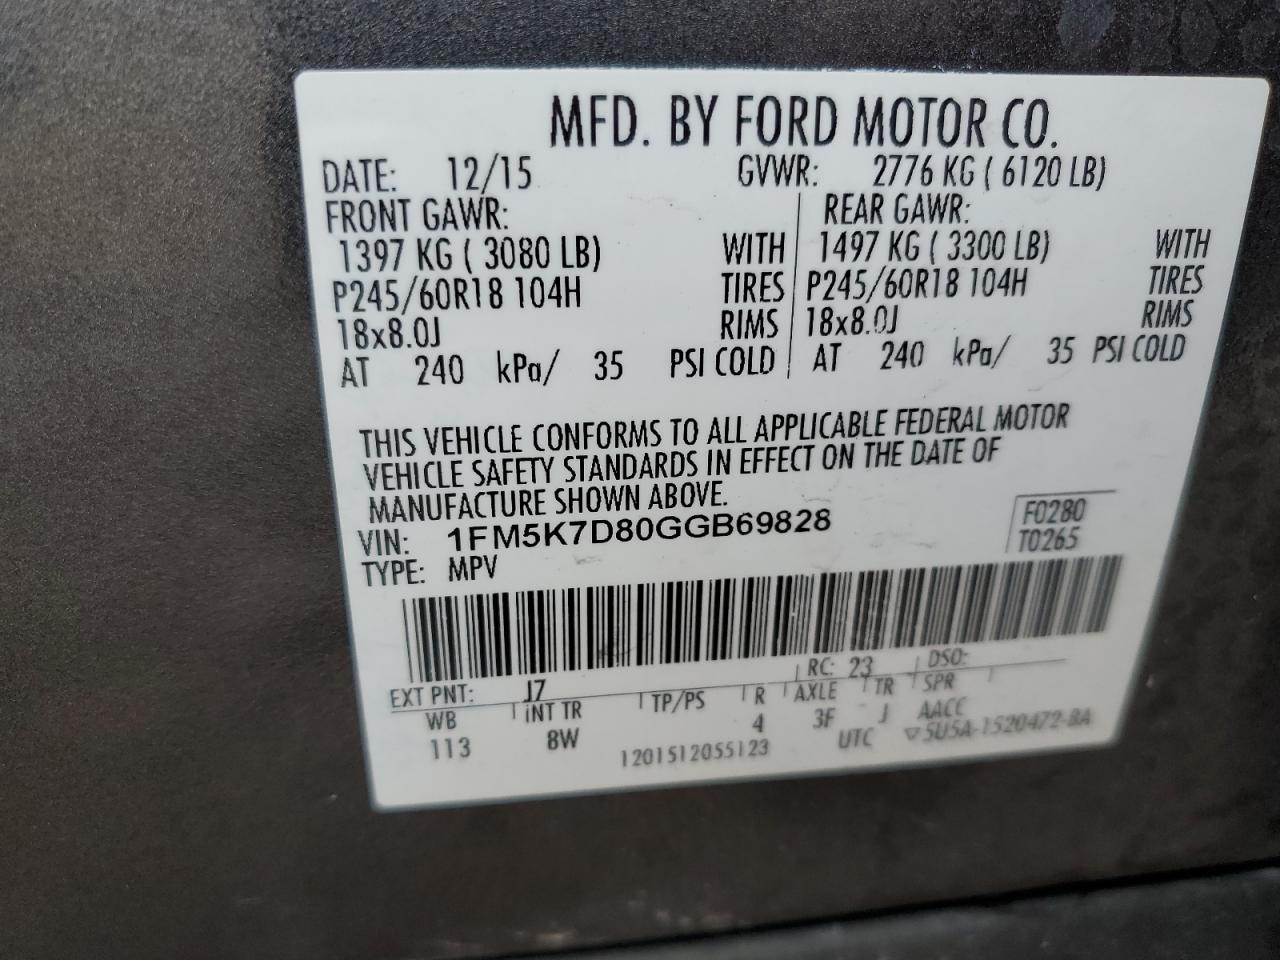 MFD. BY FORD MOTOR CO.
DATE: 12/15 GVWR: 2776 KG ( 6120 LB)
FRONT GAWR: REAR GAWR:
1397 KG ( 3080 LB) WITH 1497 KG ( 3300 LB) WITH
P245/60R18 104H TIRES P245/60R18 104H TIRES
18x8.0J RIMS 18x8.0J RIMS
AT 240 kPa/ 35 PSI COLD AT 240 kPa/ 35 PSI COLD
THIS VEHICLE CONFORMS TO ALL APPLICABLE FEDERAL MOTOR
VEHICLE SAFETY STANDARDS IN EFFECT ON THE DATE OF
MANUFACTURE SHOWN ABOVE.
VIN: 1FM5K7D80GGB69828 F0280
TYPE: MPV T0265
EXT PNT: J7 RC: 23 DSO:
WB INT TR TP/PS R AXLE TR SPR
113 8W 4 3F J AACC
1201512055123 UTC ▽5U5A-1520472-BA